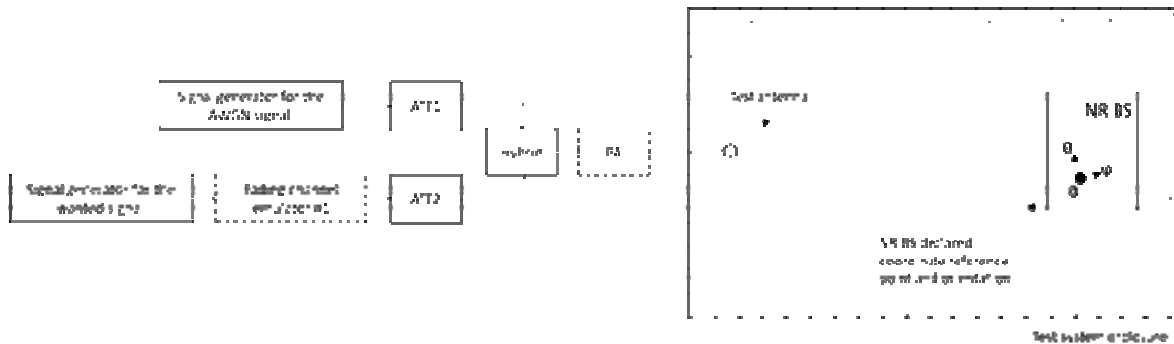 Signal generator for the
AWGN signal
ATT1
Test antenna
NR BS
Hybrid
PA
Signal generator for the
wanted signal
Fading channel
emulator #1
ATT2
NR BS declared
coordinate reference
point and orientation
Test system enclosure